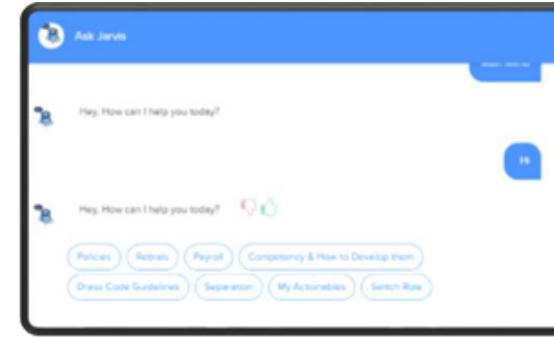 Ask Jarvis
Hey, How can I help you today?
Hi
Hey, How can I help you today?
Policies Retirals Payroll Competency & How to Develop them
Dress Code Guidelines Separation My Actionables Switch Role